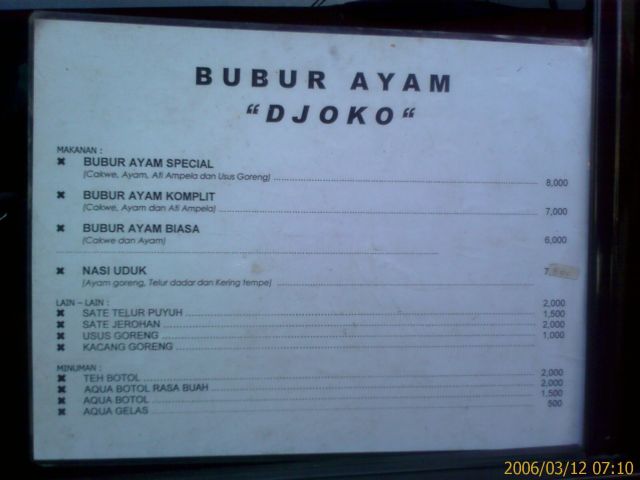 BUBUR AYAM
“DJOKO“
MAKANAN :
✖ BUBUR AYAM SPECIAL
(Cakwe, Ayam, Ati Ampela dan Usus Goreng) 8,000
✖ BUBUR AYAM KOMPLIT
(Cakwe, Ayam dan Ati Ampela) 7,000
✖ BUBUR AYAM BIASA
(Cakwe dan Ayam) 6,000
✖ NASI UDUK
(Ayam goreng, Telur dadar dan Kering tempe)
LAIN – LAIN :
✖ SATE TELUR PUYUH 2,000
✖ SATE JEROHAN 1,500
✖ USUS GORENG 2,000
✖ KACANG GORENG 1,000
MINUMAN :
✖ TEH BOTOL 2,000
✖ AQUA BOTOL RASA BUAH 2,000
✖ AQUA BOTOL 1,500
✖ AQUA GELAS 500
2006/03/12 07:10